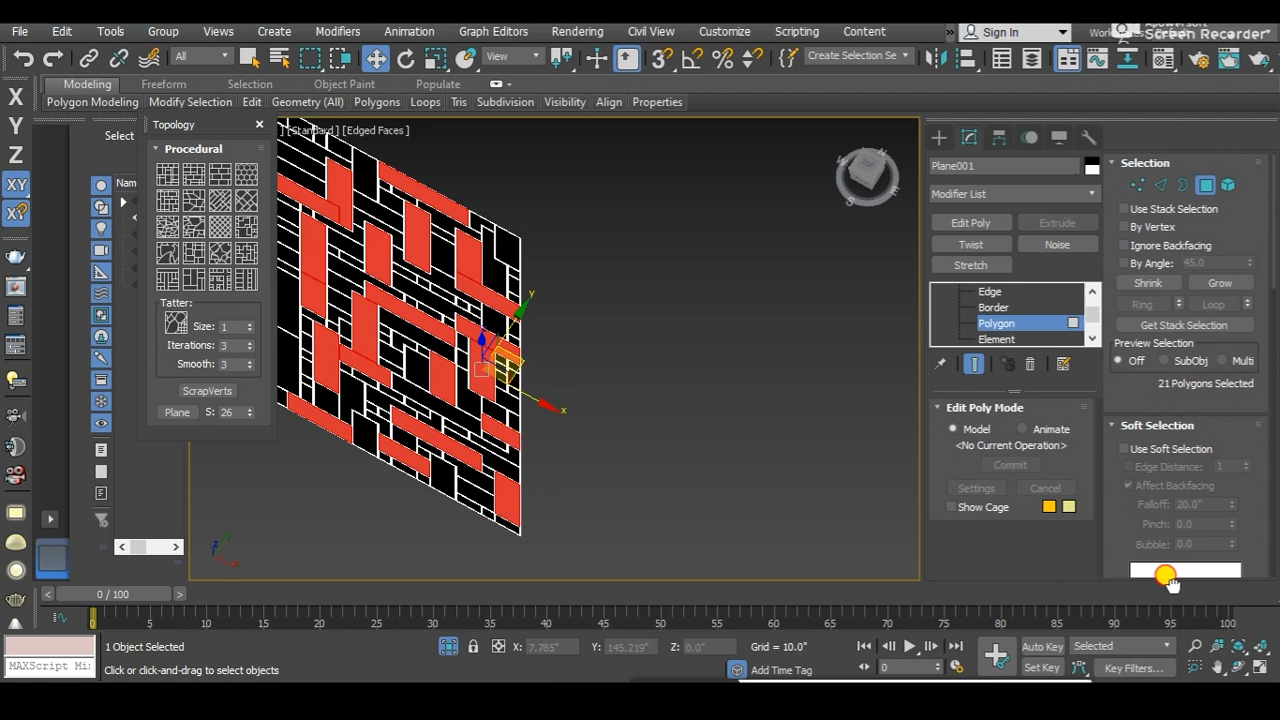 Apowersoft
Screen Recorder
File Edit Tools Group Views Create Modifiers Animation Graph Editors Rendering Civil View Customize Scripting Content Sign In
All View Create Selection Se
Modeling Freeform Selection Object Paint Populate
Polygon Modeling Modify Selection Edit Geometry (All) Polygons Loops Tris Subdivision Visibility Align Properties
X
Y
Z
XY
XY
Select
Nam
Topology
Procedural
Tatter:
Size: 1
Iterations: 3
Smooth: 3
ScrapVerts
Plane S: 26
] [Standard ] [Edged Faces ]
TOP
W
N
S
E
y
x
Plane001
Modifier List
Edit Poly Extrude
Twist Noise
Stretch
Edge
Border
Polygon
Element
Edit Poly Mode
Model Animate
<No Current Operation>
Commit
Settings Cancel
Show Cage
Selection
Use Stack Selection
By Vertex
Ignore Backfacing
By Angle: 45.0
Shrink Grow
Ring Loop
Get Stack Selection
Preview Selection
Off SubObj Multi
21 Polygons Selected
Soft Selection
Use Soft Selection
Edge Distance: 1
Affect Backfacing
Falloff: 20.0"
Pinch: 0.0
Bubble: 0.0
0 / 100
0 5 10 15 20 25 30 35 40 45 50 55 60 65 70 75 80 85 90 95 100
1 Object Selected X: 7.785" Y: 145.219" Z: 0.0" Grid = 10.0" Auto Key Selected
MAXScript Mi Click or click-and-drag to select objects Add Time Tag 0 Set Key Key Filters...